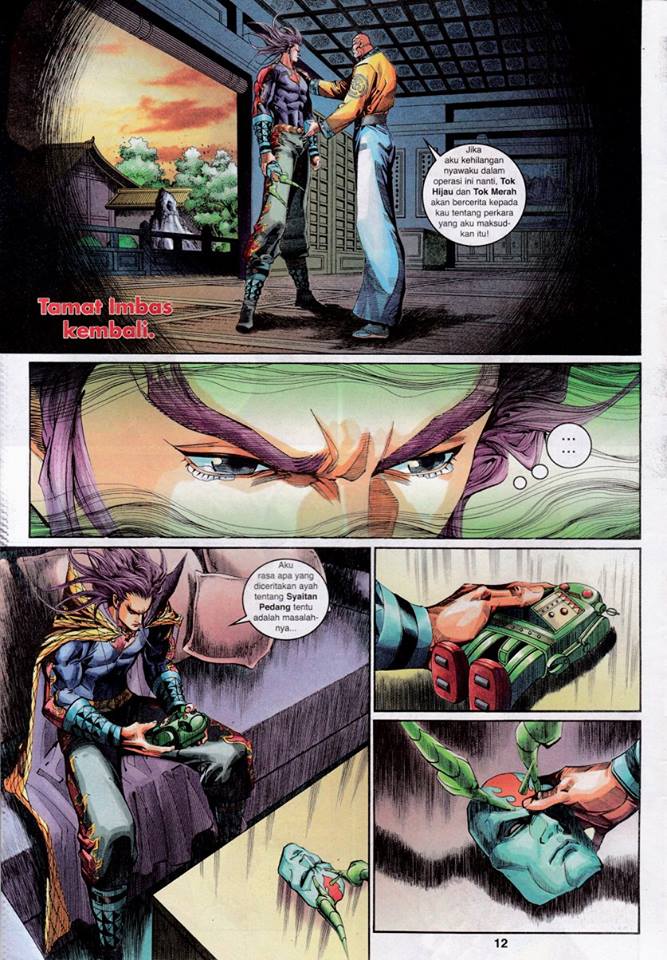 Jika
aku kehilangan
nyawaku dalam
operasi ini nanti, Tok
Hijau dan Tok Merah
akan bercerita kepada
kau tentang perkara
yang aku maksud-
kan itu!
Tamat Imbas
kembali.
...
...
Aku
rasa apa yang
diceritakan ayah
tentang Syaitan
Pedang tentu
adalah masalah-
nya...
12